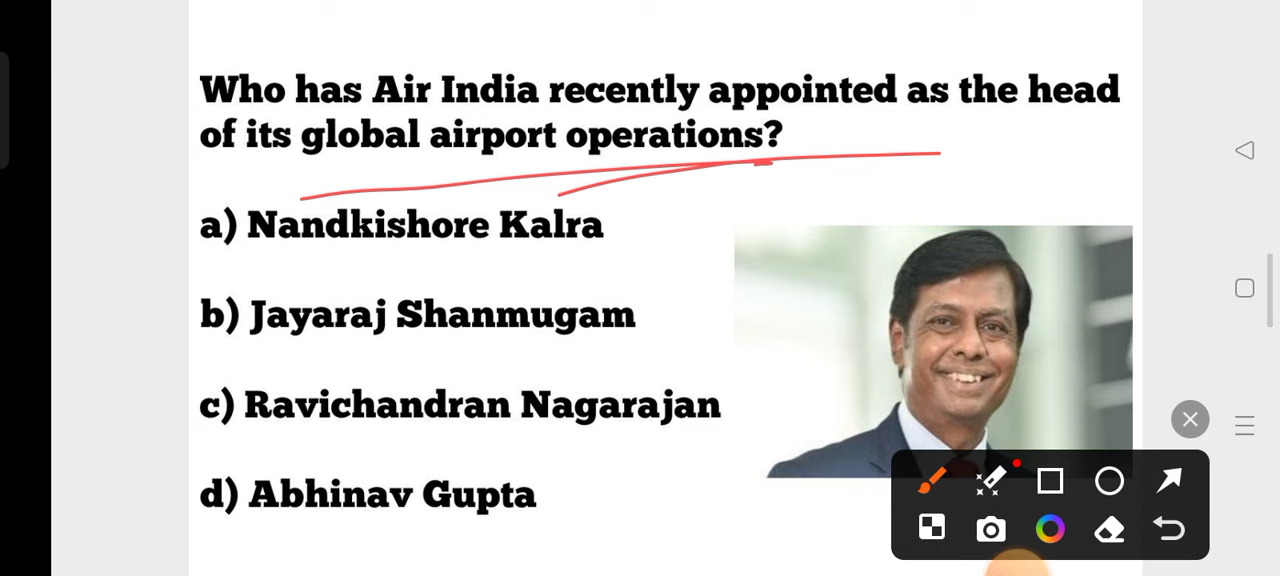 Who has Air India recently appointed as the head
of its global airport operations?
a) Nandkishore Kalra
b) Jayaraj Shanmugam
c) Ravichandran Nagarajan
d) Abhinav Gupta